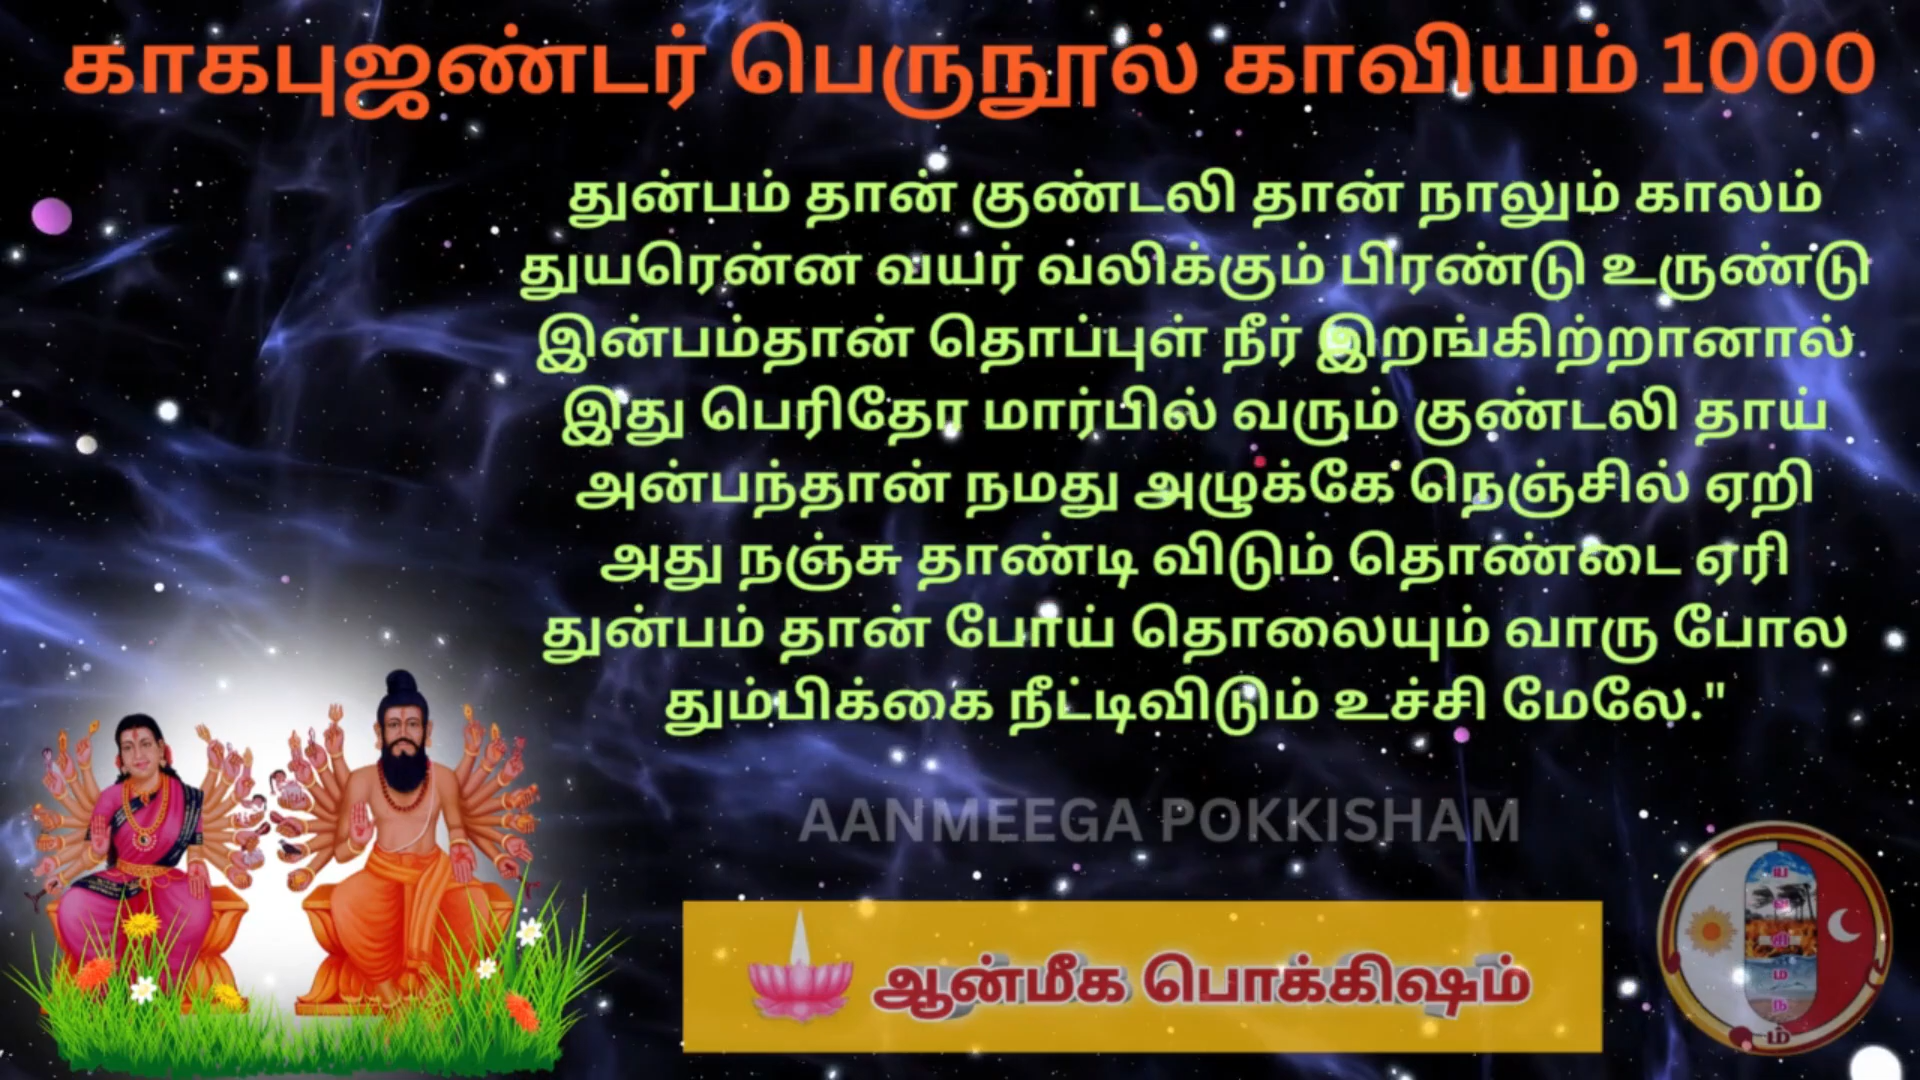 காகபுஜண்டர் பெருநூல் காவியம் 1000
துன்பம் தான் குண்டலி தான் நாலும் காலம்
துயரென்ன வயர் வலிக்கும் பிரண்டு உருண்டு
இன்பம்தான் தொப்புள் நீர் இறங்கிற்றானால்
இது பெரிதோ மார்பில் வரும் குண்டலி தாய்
அன்பந்தான் நமது அழுக்கே நெஞ்சில் ஏறி
அது நஞ்சு தாண்டி விடும் தொண்டை ஏரி
துன்பம் தான் போய் தொலையும் வாரு போல
தும்பிக்கை நீட்டிவிடும் உச்சி மேலே."
AANMEEGA POKKISHAM
ஆன்மீக பொக்கிஷம்
ய
வ
சி
ம
ந
ம்